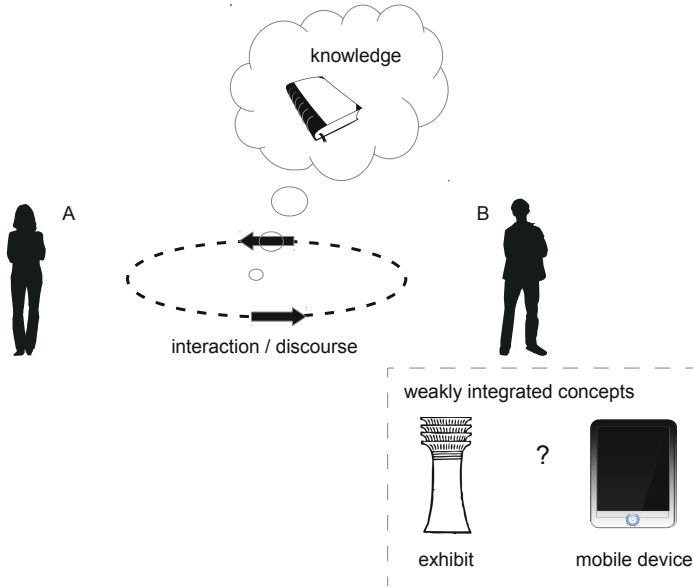 knowledge
A
B
interaction / discourse
weakly integrated concepts
?
exhibit
mobile device